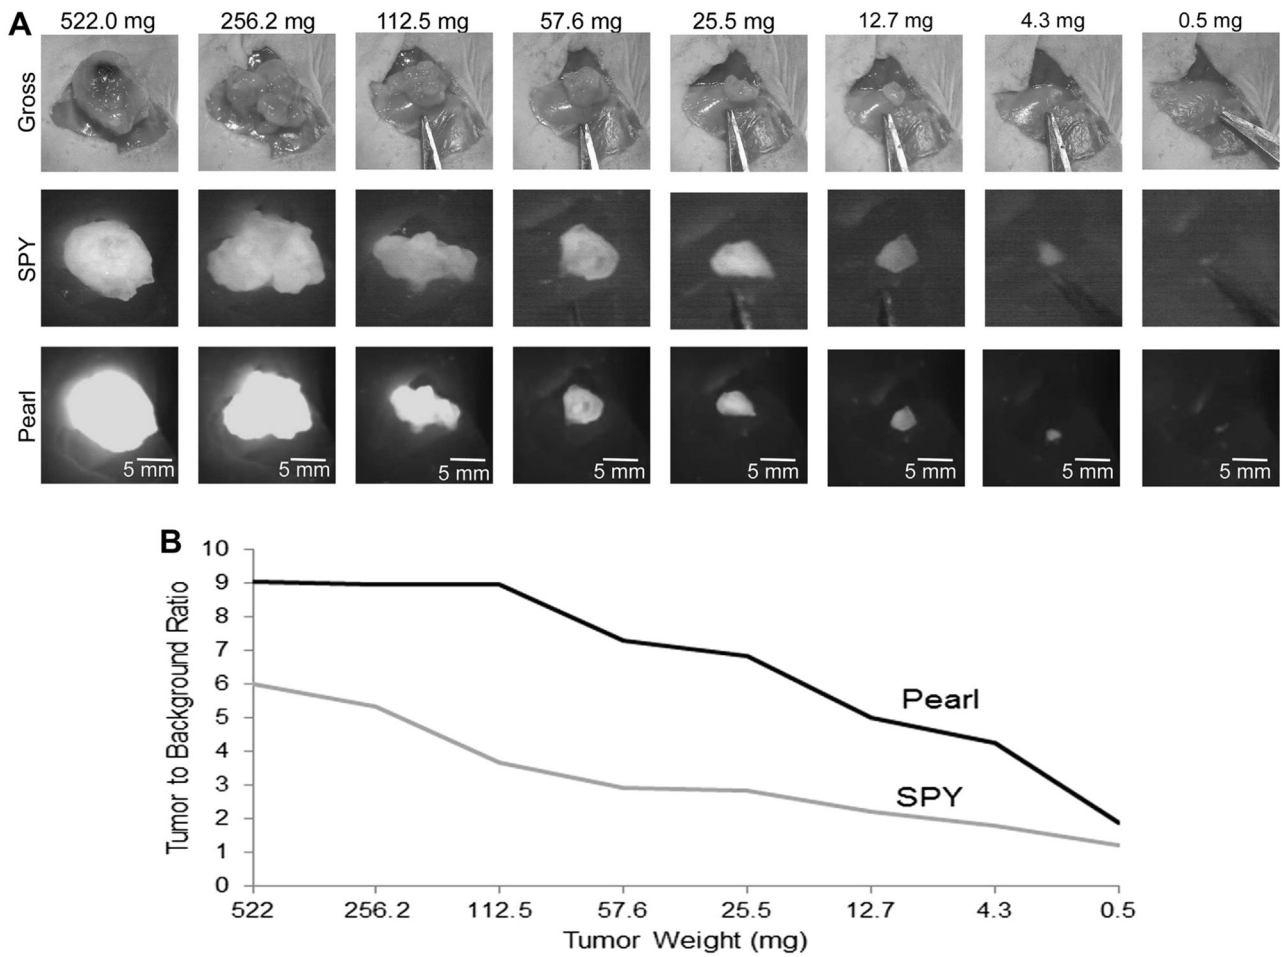 A
522.0 mg 256.2 mg 112.5 mg 57.6 mg 25.5 mg 12.7 mg 4.3 mg 0.5 mg
Gross
SPY
Pearl
5 mm 5 mm 5 mm 5 mm 5 mm 5 mm 5 mm 5 mm
B
Tumor to Background Ratio
10
9
8
7
6
5
4
3
2
1
0
Pearl
SPY
522 256.2 112.5 57.6 25.5 12.7 4.3 0.5
Tumor Weight (mg)